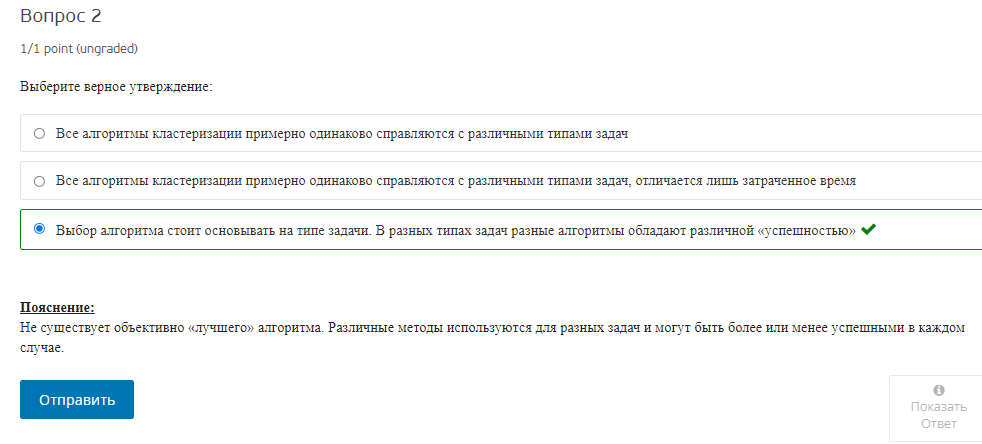 Вопрос 2
1/1 point (ungraded)
Выберите верное утверждение:
Все алгоритмы кластеризации примерно одинаково справляются с различными типами задач
Все алгоритмы кластеризации примерно одинаково справляются с различными типами задач, отличается лишь затраченное время
Выбор алгоритма стоит основывать на типе задачи. В разных типах задач разные алгоритмы обладают различной «успешностью»
Пояснение:
Не существует объективно «лучшего» алгоритма. Различные методы используются для разных задач и могут быть более или менее успешными в каждом
случае.
Отправить
Показать
Ответ